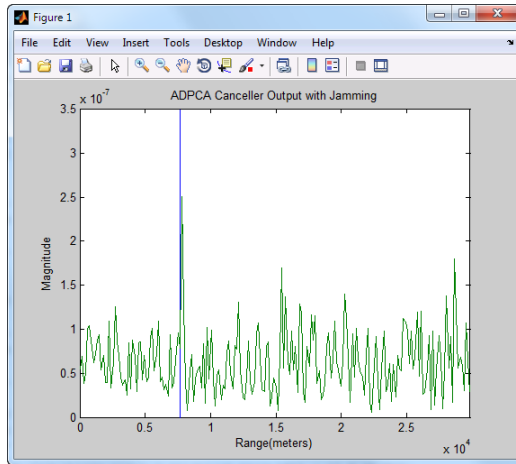 Figure 1
File Edit View Insert Tools Desktop Window Help
ADPCA Canceller Output with Jamming
x 10^-7
3.5
3
2.5
2
1.5
1
0.5
0
Magnitude
0 0.5 1 1.5 2 2.5
x 10^4
Range(meters)